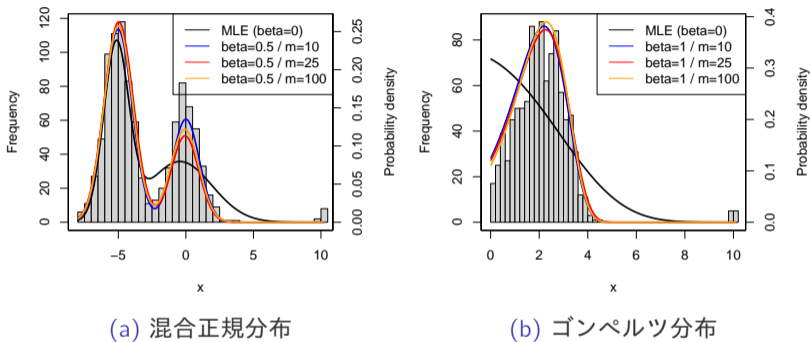 MLE (beta=0)
beta=0.5 / m=10
beta=0.5 / m=25
beta=0.5 / m=100
Frequency
0
20
40
60
80
100
120
Probability density
0.00
0.05
0.10
0.15
0.20
0.25
-5
0
5
10
x
(a) 混合正規分布
MLE (beta=0)
beta=1 / m=10
beta=1 / m=25
beta=1 / m=100
Frequency
0
20
40
60
80
Probability density
0.0
0.1
0.2
0.3
0.4
0
2
4
6
8
10
x
(b) ゴンペルツ分布